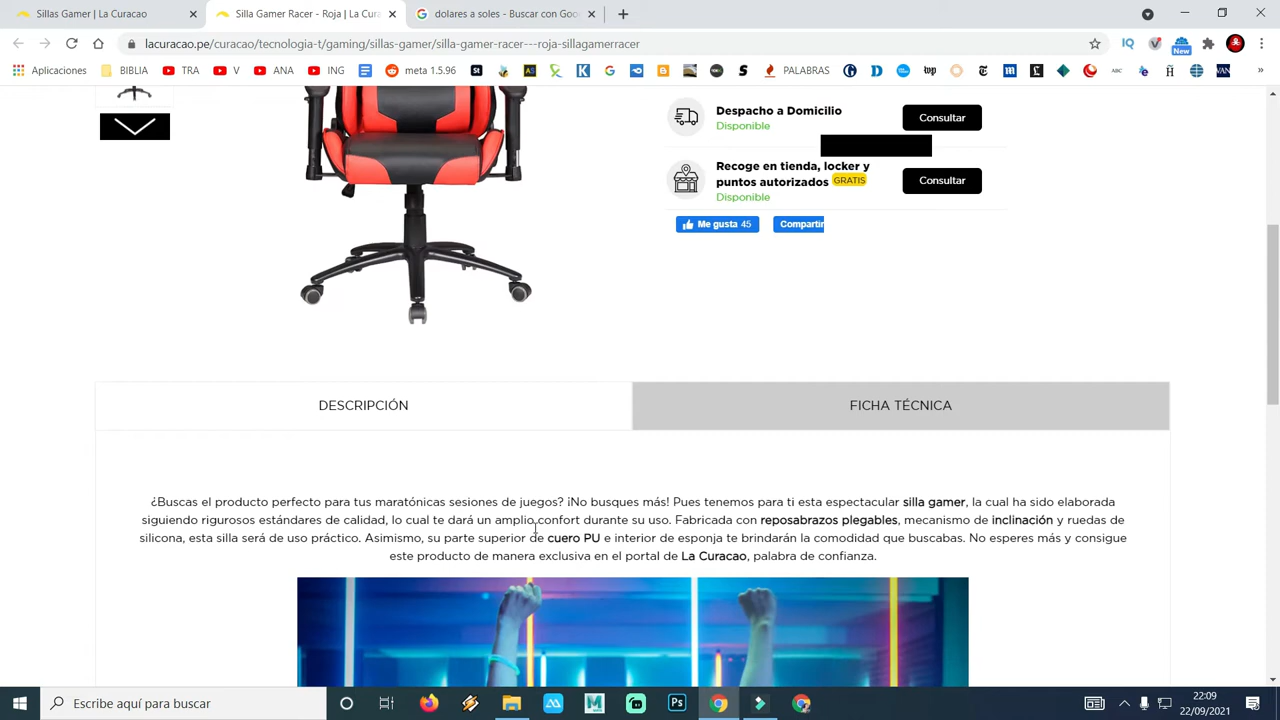 Sillas Gamer | La Curacao
Silla Gamer Racer - Roja | La Cura
dolares a soles - Buscar con Goo
lacuracao.pe/curacao/tecnologia-t/gaming/sillas-gamer/silla-gamer-racer---roja-sillagamerracer
New
Aplicaciones
BIBLIA
TRA
V
ANA
ING
meta 1.5.96
St
PALABRAS
Despacho a Domicilio
Disponible
Consultar
Recoge en tienda, locker y
puntos autorizados GRATIS
Disponible
Consultar
Me gusta 45
Compartir
DESCRIPCIÓN
FICHA TÉCNICA
¿Buscas el producto perfecto para tus maratónicas sesiones de juegos? ¡No busques más! Pues tenemos para ti esta espectacular silla gamer, la cual ha sido elaborada
siguiendo rigurosos estándares de calidad, lo cual te dará un amplio confort durante su uso. Fabricada con reposabrazos plegables, mecanismo de inclinación y ruedas de
silicona, esta silla será de uso práctico. Asimismo, su parte superior de cuero PU e interior de esponja te brindarán la comodidad que buscabas. No esperes más y consigue
este producto de manera exclusiva en el portal de La Curacao, palabra de confianza.
Escribe aquí para buscar
Ps
22:09
22/09/2021